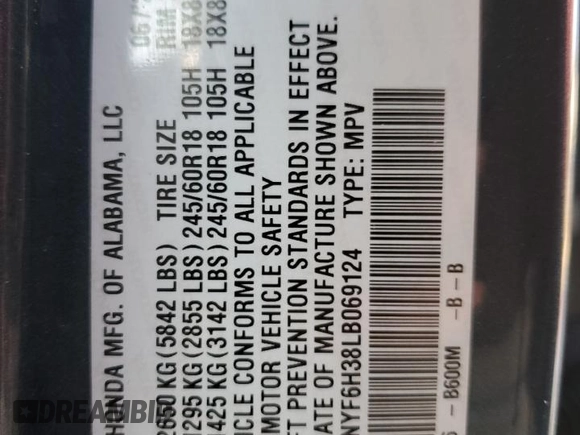 HONDA MFG. OF ALABAMA, LLC
2650 KG(5842 LBS) TIRE SIZE RIM
1295 KG(2855 LBS)245/60R18 105H 18X8
1425 KG(3142 LBS)245/60R18 105H 18X8
CONFORMS TO ALL APPLICABLE
MOTOR VEHICLE SAFETY
PREVENTION STANDARDS IN EFFECT
OF MANUFACTURE SHOWN ABOVE.
NYF6H38LB069124 TYPE: MPV
- B600M -B - B
DREAMBID